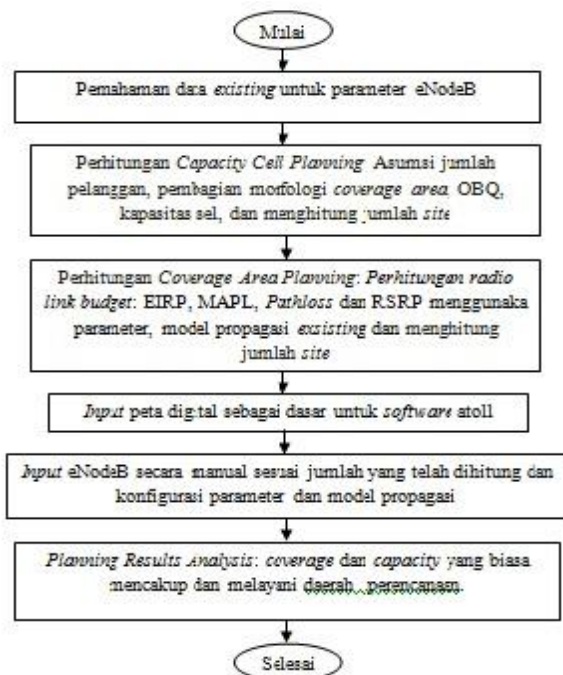 Mulai
Pemahaman data existing untuk parameter eNodeB
Perhitungan Capacity Cell Planning Asumsi jumlah
pelanggan, pembagian morfologi coverage area, OBQ,
kapasitas sel, dan menghitung jumlah site
Perhitungan Coverage Area Planning: Perhitungan radio
link budget: EIRP, MAPL, Pathloss dan RSRP menggunaka
parameter, model propagasi exsisting dan menghitung
jumlah site
Input peta digital sebagai dasar untuk software atoll
Input eNodeB secara manual sesuai jumlah yang telah dihitung dan
konfigurasi parameter dan model propagasi
Planning Results Analysis: coverage dan capacity yang biasa
mencakup dan melayani daerah perencanaan.
Selesai